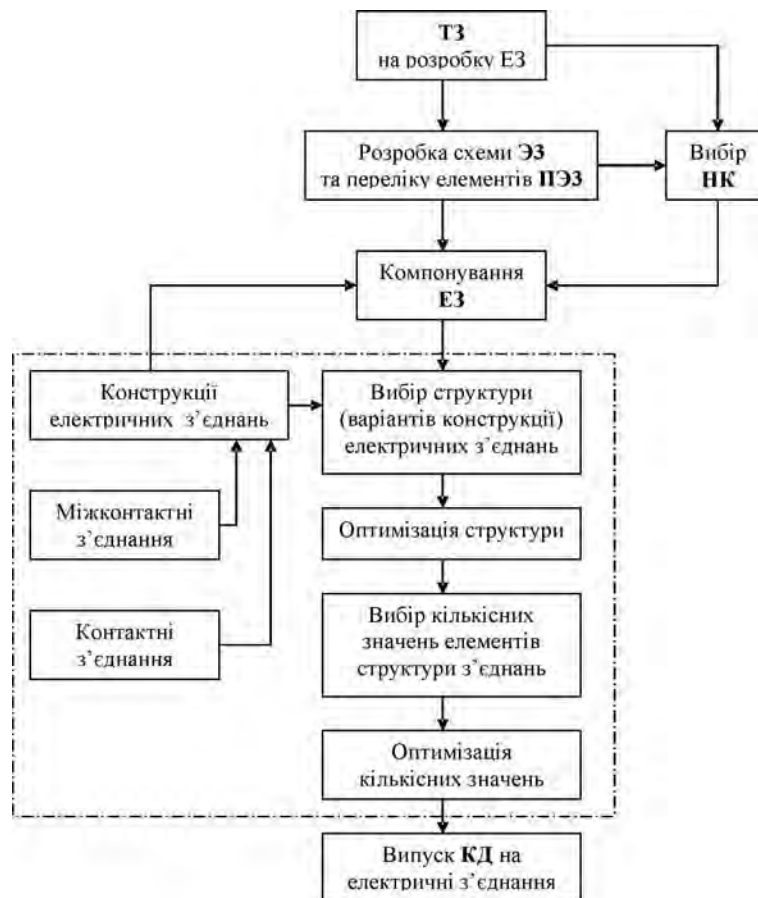 ТЗ
на розробку ЕЗ
Розробка схеми ЭЗ
та переліку елементів ПЭЗ
Вибір
НК
Компонування
ЕЗ
Конструкції
електричних з’єднань
Вибір структури
(варіантів конструкції)
електричних з’єднань
Міжконтактні
з’єднання
Оптимізація структури
Контактні
з’єднання
Вибір кількісних
значень елементів
структури з’єднань
Оптимізація
кількісних значень
Випуск КД на
електричні з’єднання